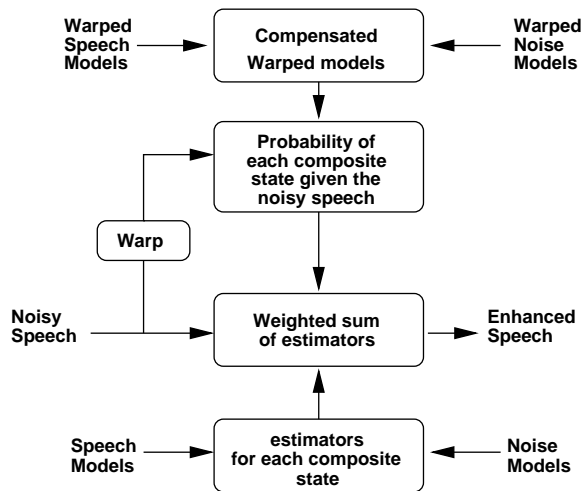 Warped
Speech
Models
Compensated
Warped models
Warped
Noise
Models
Probability of
each composite
state given the
noisy speech
Warp
Noisy
Speech
Weighted sum
of estimators
Enhanced
Speech
Speech
Models
estimators
for each composite
state
Noise
Models